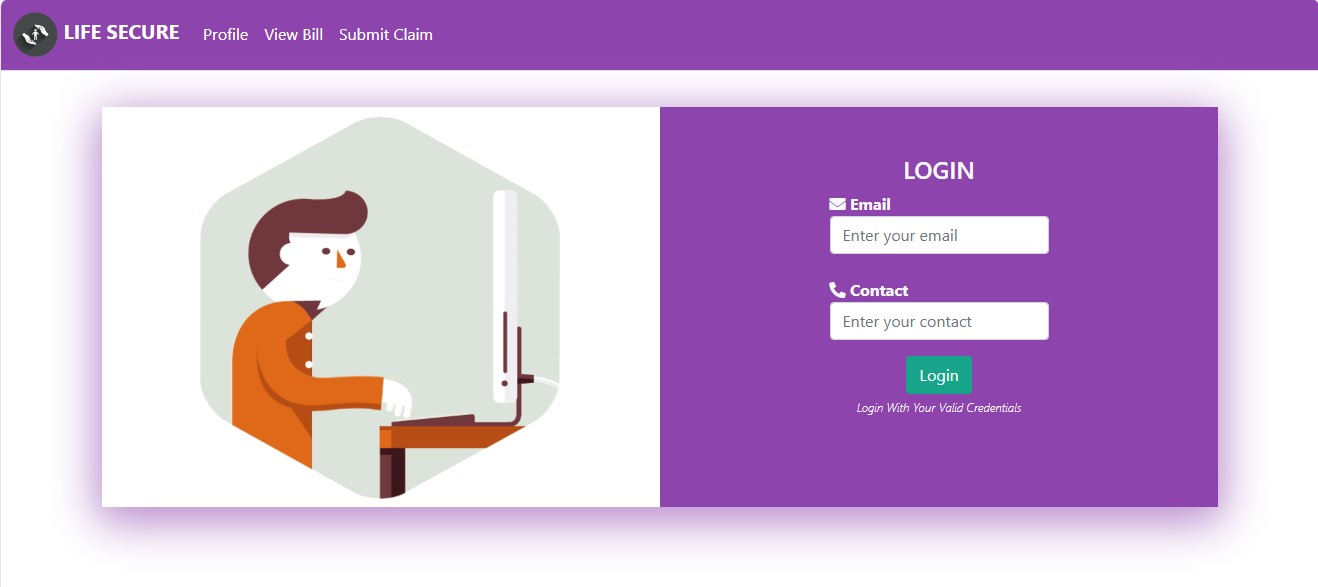 LIFE SECURE Profile View Bill Submit Claim
LOGIN
Email
Enter your email
Contact
Enter your contact
Login
Login With Your Valid Credentials